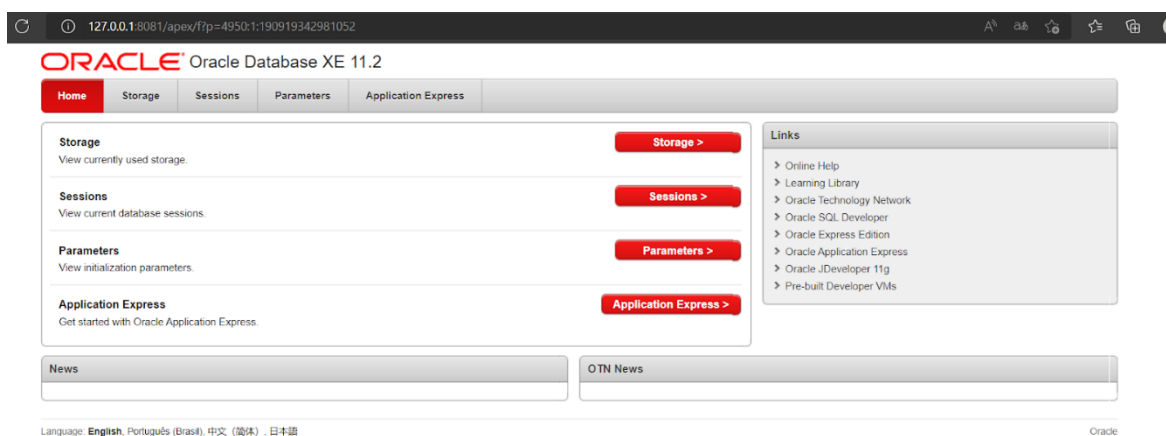 127.0.0.1:8081/apex/f?p=4950:1:190919342981052
ORACLE Oracle Database XE 11.2
Home Storage Sessions Parameters Application Express
Storage
View currently used storage.
Storage >
Sessions
View current database sessions.
Sessions >
Parameters
View initialization parameters.
Parameters >
Application Express
Get started with Oracle Application Express.
Application Express >
Links
> Online Help
> Learning Library
> Oracle Technology Network
> Oracle SQL Developer
> Oracle Express Edition
> Oracle Application Express
> Oracle JDeveloper 11g
> Pre-built Developer VMs
News
OTN News
Language: English, Português (Brasil), 中文（简体）, 日本語
Oracle